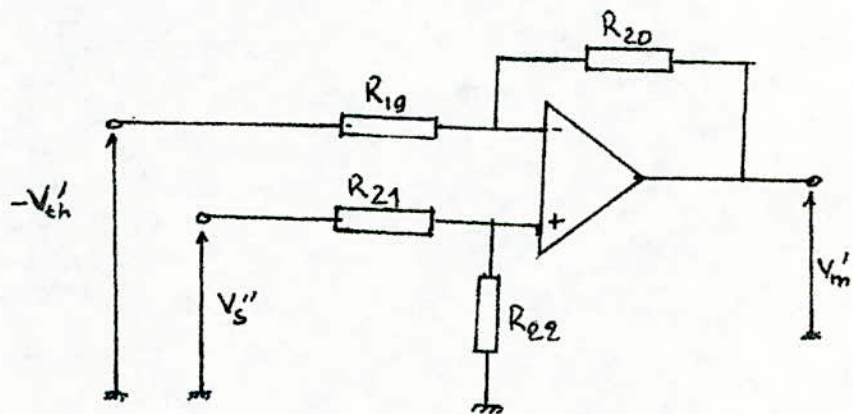 R20
R19
-
-
-V'th
R21
+
V's'
R22
V'm